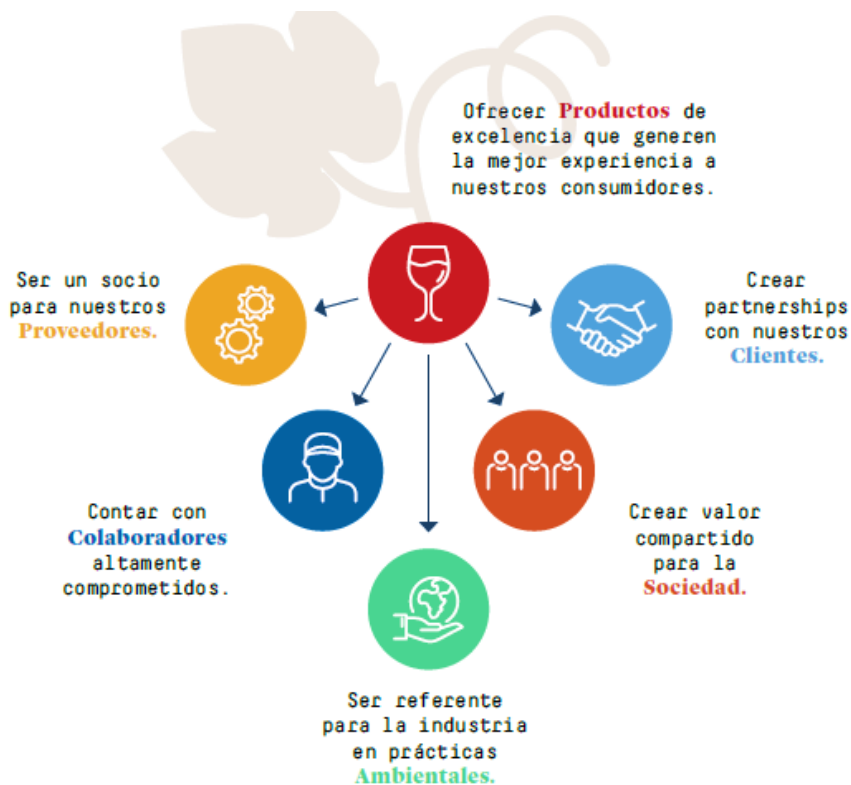 Ofrecer Productos de
excelencia que generen
la mejor experiencia a
nuestros consumidores.
Ser un socio
para nuestros
Proveedores.
Crear
partnerships
con nuestros
Clientes.
Contar con
Colaboradores
altamente
comprometidos.
Crear valor
compartido
para la
Sociedad.
Ser referente
para la industria
en prácticas
Ambientales.